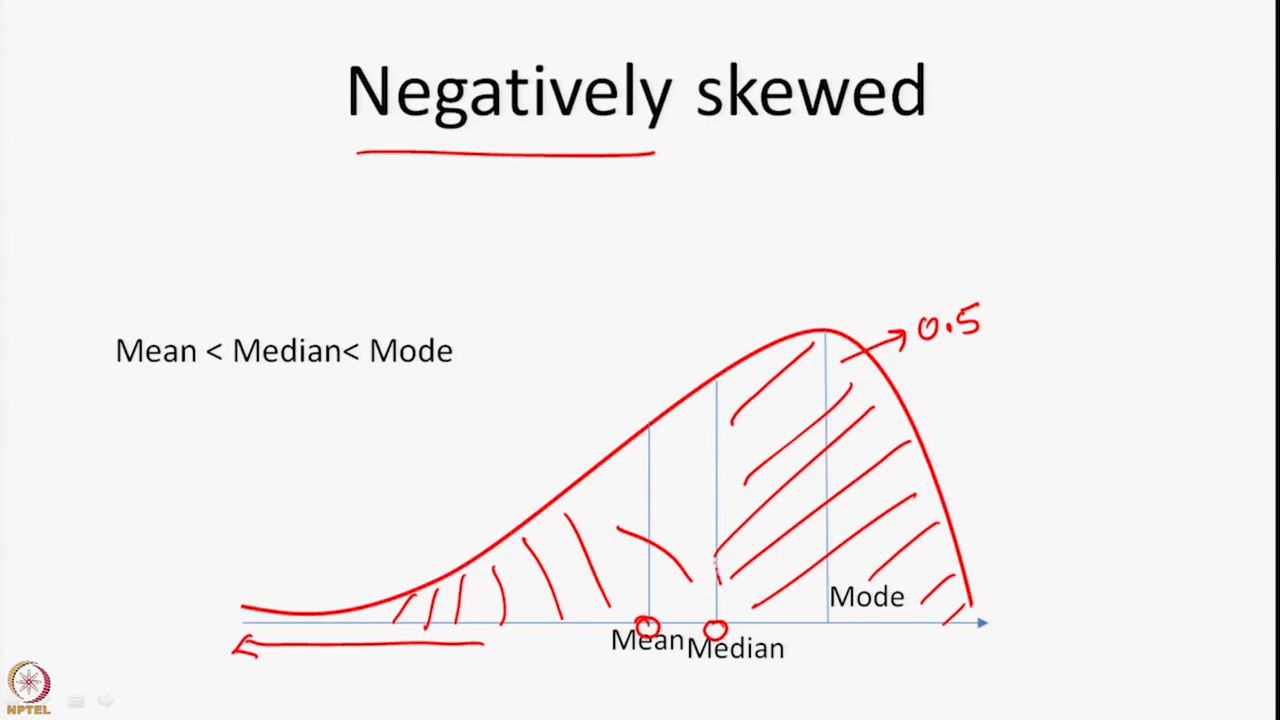 Negatively skewed
0.5
Mean < Median< Mode
Mode
Mean
Median
NPTEL